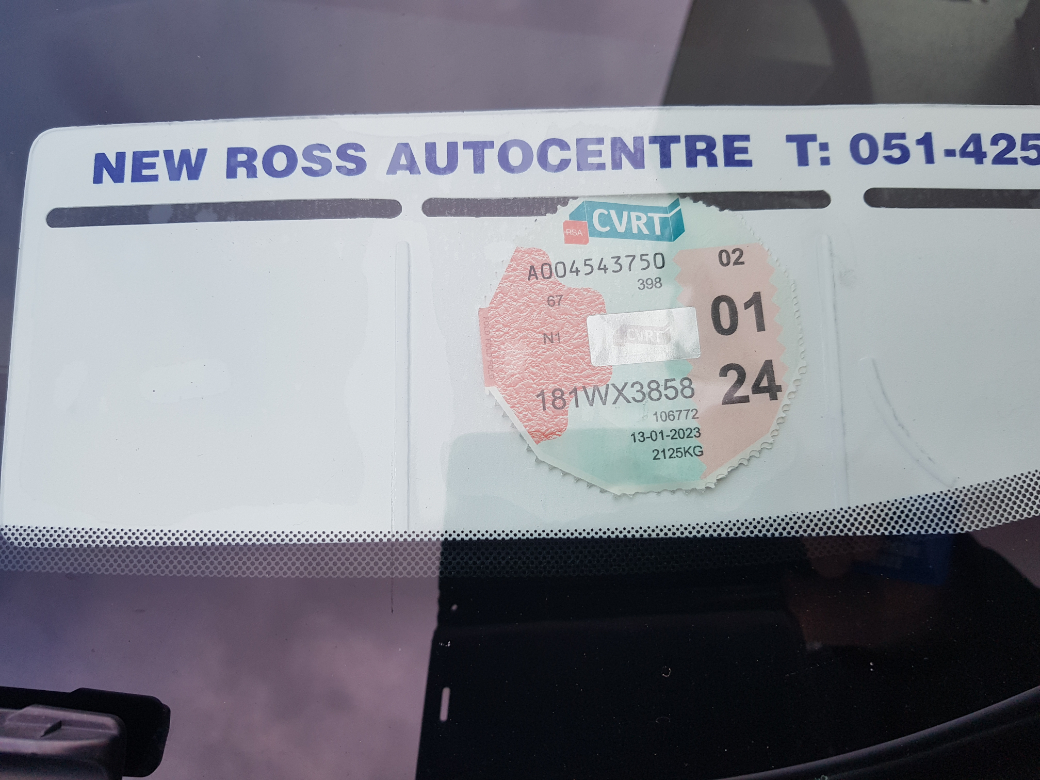 NEW ROSS AUTOCENTRE T: 051-425
RSA CVRT
A004543750 02
398
67 01
N1 CVRT
24
181WX3858
106772
13-01-2023
2125KG